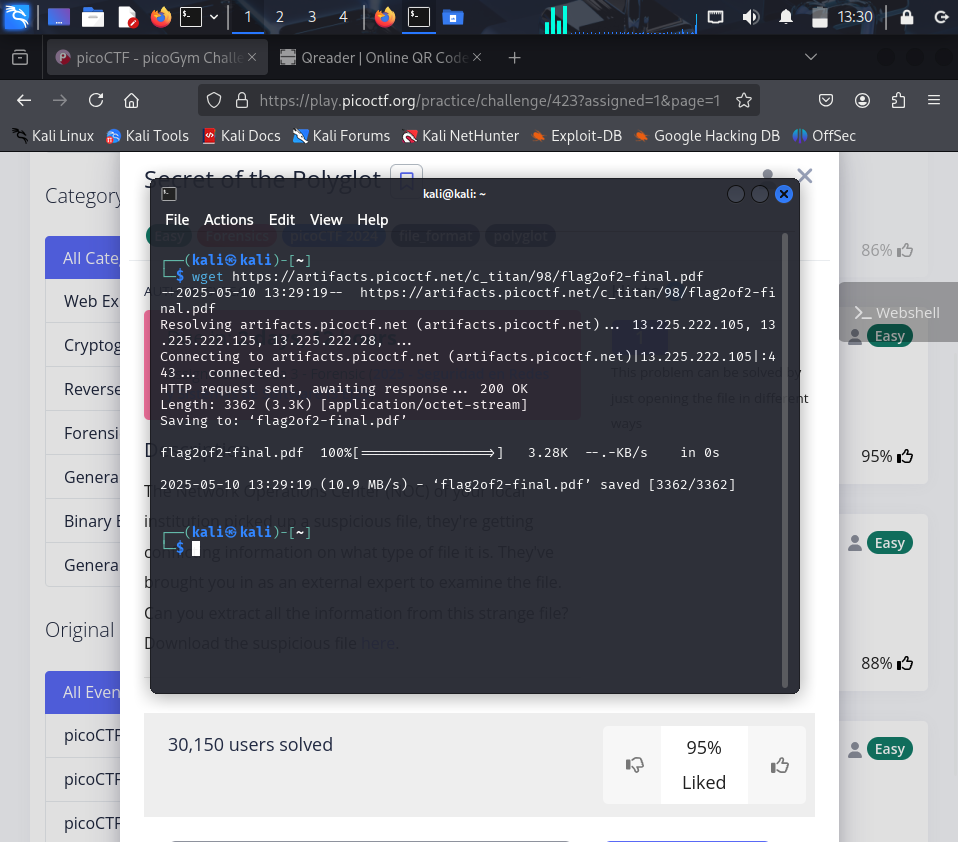 1 2 3 4 13:30
picoCTF - picoGym Challe Qreader | Online QR Code
https://play.picoctf.org/practice/challenge/423?assigned=1&page=1
Kali Linux Kali Tools Kali Docs Kali Forums Kali NetHunter Exploit-DB Google Hacking DB OffSec
Category
All Cate
Web Ex
Cryptog
Reverse
Forensi
Genera
Binary E
Genera
Original
All Even
picoCTF
picoCTF
picoCTF
Secret of the Polyglot
Easy Forensics picoCTF 2024 file_format polyglot
kali@kali: ~
File Actions Edit View Help
┌──(kali㉿kali)-[~]
└─$ wget https://artifacts.picoctf.net/c_titan/98/flag2of2-final.pdf
--2025-05-10 13:29:19-- https://artifacts.picoctf.net/c_titan/98/flag2of2-fi
nal.pdf
Resolving artifacts.picoctf.net (artifacts.picoctf.net)... 13.225.222.105, 13
.225.222.125, 13.225.222.28, ...
Connecting to artifacts.picoctf.net (artifacts.picoctf.net)|13.225.222.105|:4
43... connected.
HTTP request sent, awaiting response... 200 OK
Length: 3362 (3.3K) [application/octet-stream]
Saving to: ‘flag2of2-final.pdf’
flag2of2-final.pdf 100%[================>] 3.28K --.-KB/s in 0s
2025-05-10 13:29:19 (10.9 MB/s) - ‘flag2of2-final.pdf’ saved [3362/3362]
┌──(kali㉿kali)-[~]
└─$
1
This problem can be solved by
just opening the file in different
ways
The Network Operations Center (NOC) of your local
institution picked up a suspicious file, they're getting
information on what type of file it is. They've
brought you in as an external expert to examine the file.
Can you extract all the information from this strange file?
Download the suspicious file here.
30,150 users solved
95%
Liked
86%
Webshell
Easy
95%
Easy
88%
Easy